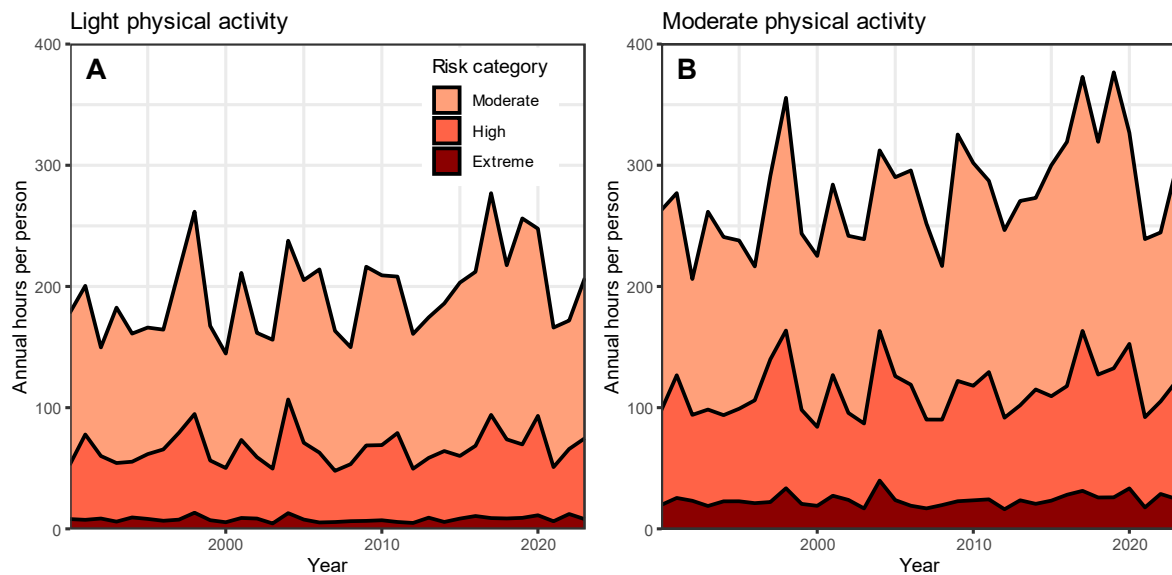 Light physical activity
A
Risk category
Moderate
High
Extreme
400
300
200
100
0
Annual hours per person
2000
2010
2020
Year
Moderate physical activity
B
400
300
200
100
0
Annual hours per person
2000
2010
2020
Year